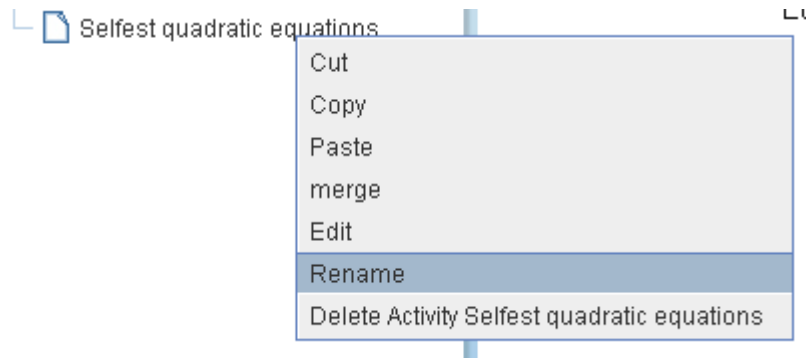 Selfest quadratic equations
Cut
Copy
Paste
merge
Edit
Rename
Delete Activity Selfest quadratic equations